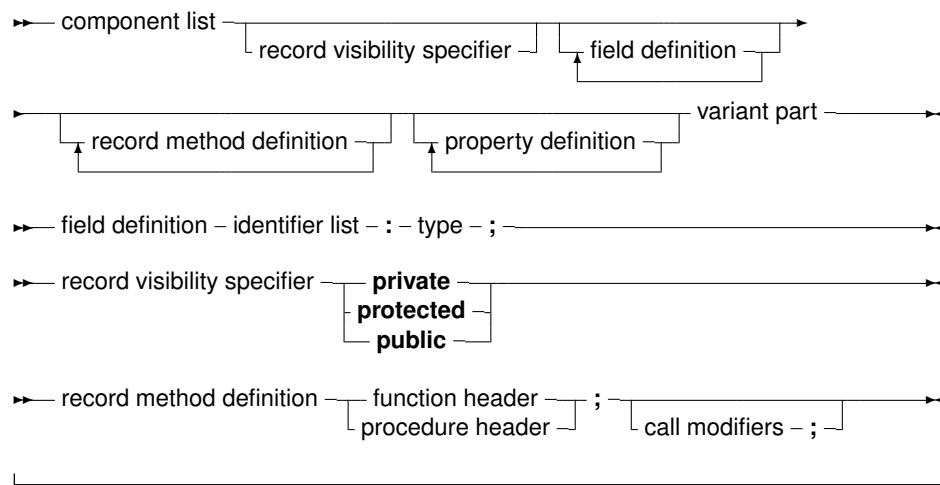 component list
record visibility specifier field definition
variant part
record method definition property definition
field definition identifier list : type ;
record visibility specifier private
protected
public
record method definition function header ;
procedure header call modifiers ;